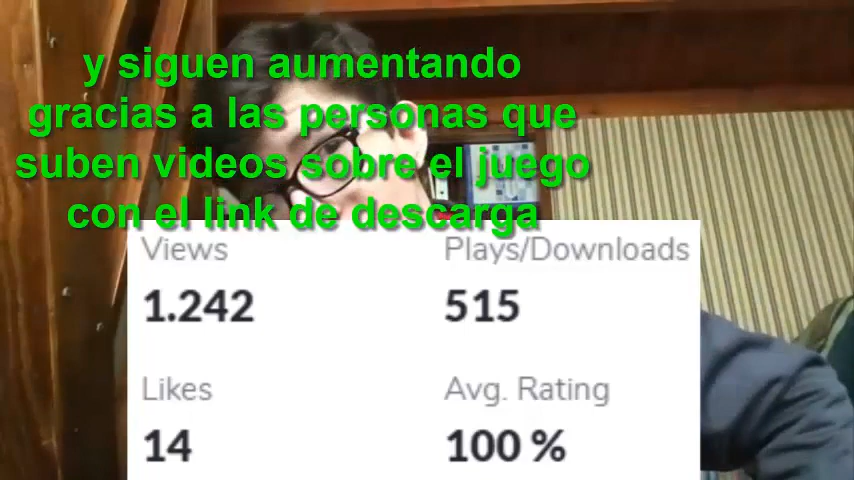 y siguen aumentando
gracias a las personas que
suben videos sobre el juego
con el link de descarga
Views Plays/Downloads
1.242 515
Likes Avg. Rating
14 100 %